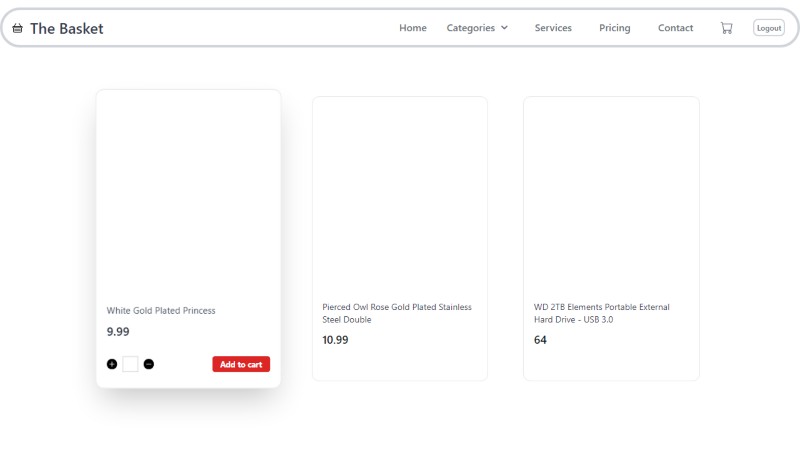 The Basket
Home
Categories
Services
Pricing
Contact
Logout
White Gold Plated Princess
9.99
Add to cart
Pierced Owl Rose Gold Plated Stainless
Steel Double
10.99
WD 2TB Elements Portable External
Hard Drive - USB 3.0
64